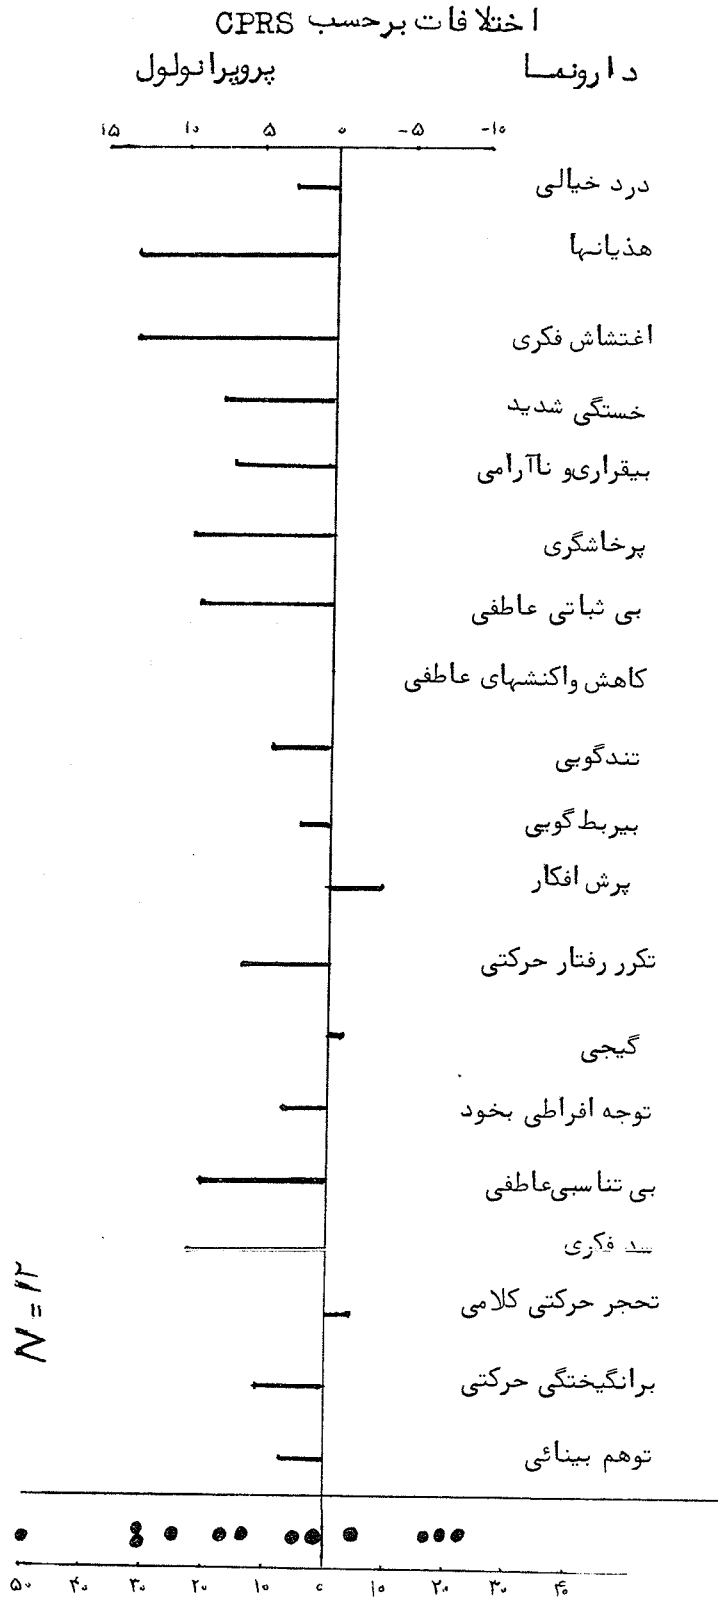 اختلافات برحسب CPRS
دارونما پروپرانولول
۱۵ ۱۰ ۵ ۰ -۵ -۱۰
درد خیالی
هذیانها
اغتشاش فکری
خستگی شدید
بیقراری و ناآرامی
پرخاشگری
بی ثباتی عاطفی
کاهش واکنشهای عاطفی
تندگویی
بیربط گویی
پرش افکار
تکرر رفتار حرکتی
گیجی
توجه افراطی بخود
بی تناسبی عاطفی
سد فکری
تحجر حرکتی کلامی
برانگیختگی حرکتی
توهم بینائی
N = ۱۲
۵۰ ۴۰ ۳۰ ۲۰ ۱۰ ۰ ۱۰ ۲۰ ۳۰ ۴۰